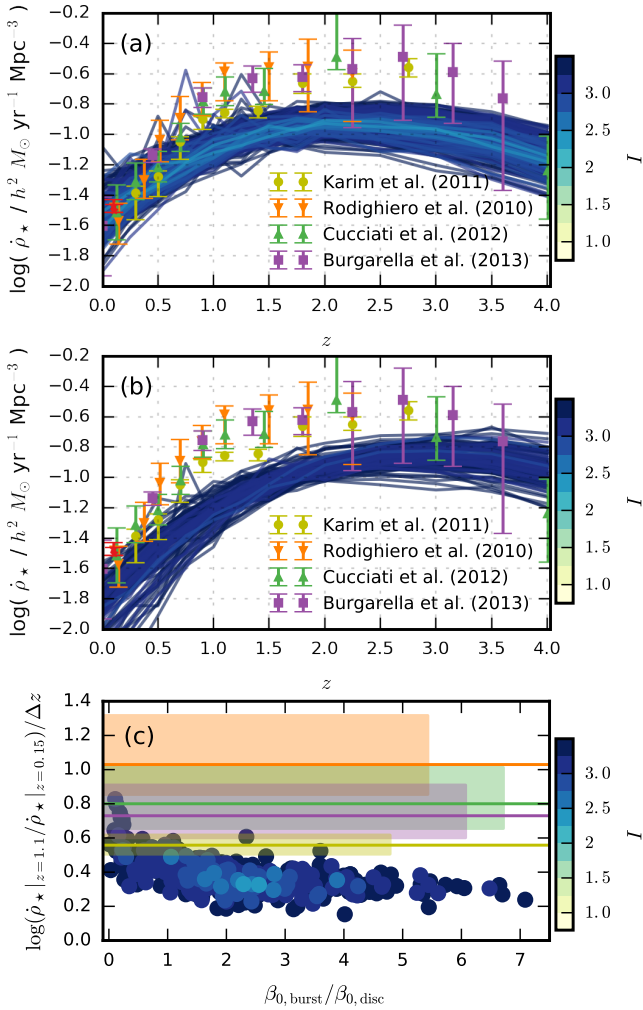 (a)
log( ρ̇⋆ / h² M⊙ yr⁻¹ Mpc⁻³ )
−0.2
−0.4
−0.6
−0.8
−1.0
−1.2
−1.4
−1.6
−1.8
−2.0
Karim et al. (2011)
Rodighiero et al. (2010)
Cucciati et al. (2012)
Burgarella et al. (2013)
0.0 0.5 1.0 1.5 2.0 2.5 3.0 3.5 4.0
z
3.0
2.5
2
1.5
1.0
I
(b)
log( ρ̇⋆ / h² M⊙ yr⁻¹ Mpc⁻³ )
−0.2
−0.4
−0.6
−0.8
−1.0
−1.2
−1.4
−1.6
−1.8
−2.0
Karim et al. (2011)
Rodighiero et al. (2010)
Cucciati et al. (2012)
Burgarella et al. (2013)
0.0 0.5 1.0 1.5 2.0 2.5 3.0 3.5 4.0
z
3.0
2.5
2
1.5
1.0
I
(c)
log(ρ̇⋆|z=1.1/ρ̇⋆|z=0.15)/Δz
1.4
1.2
1.0
0.8
0.6
0.4
0.2
0.0
0 1 2 3 4 5 6 7
β0,burst/β0,disc
3.0
2.5
2
1.5
1.0
I